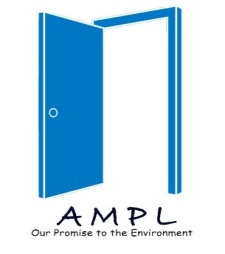 AMPL
Our Promise to the Environment